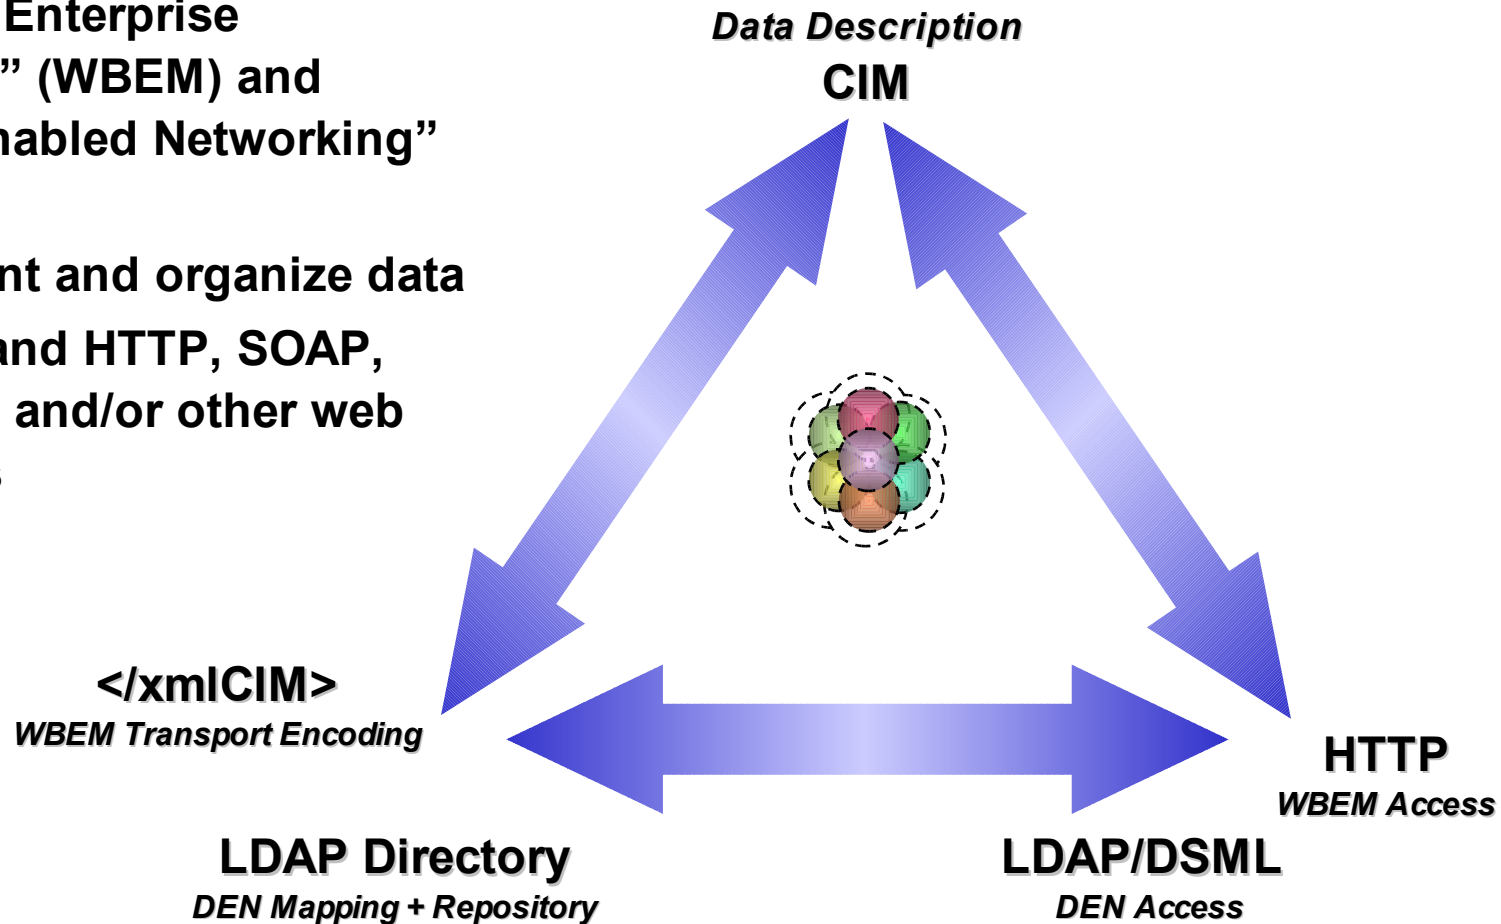 Enterprise
” (WBEM) and
nabled Networking”
nt and organize data
and HTTP, SOAP,
and/or other web
s
Data Description
CIM
</xmlCIM>
WBEM Transport Encoding
HTTP
WBEM Access
LDAP Directory
DEN Mapping + Repository
LDAP/DSML
DEN Access